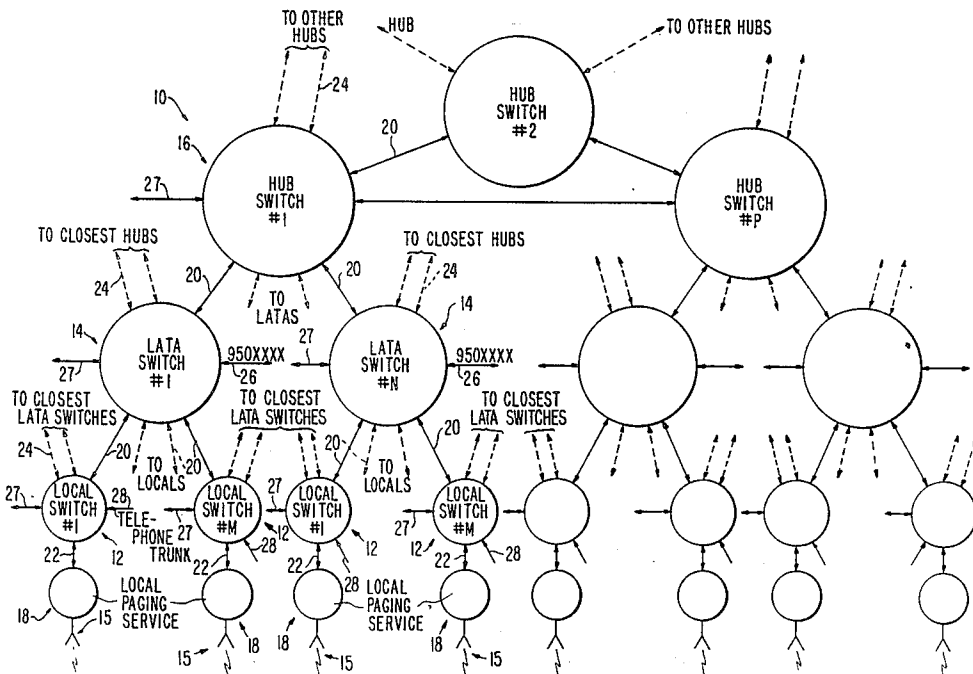 TO OTHER
HUBS
HUB
TO OTHER HUBS
24
10
HUB
SWITCH
#2
20
16
27
HUB
SWITCH
#1
HUB
SWITCH
#P
TO CLOSEST HUBS
TO CLOSEST HUBS
24
20
20
24
TO
LATAS
14
14
LATA
SWITCH
#1
950XXXX
26
27
27
LATA
SWITCH
#N
950XXXX
26
TO CLOSEST
LATA SWITCHES
TO CLOSEST
LATA SWITCHES
TO CLOSEST
LATA SWITCHES
24
20
20
20
20
TO
LOCALS
TO
LOCALS
27
LOCAL
SWITCH
#1
28
TELE-
PHONE
TRUNK
12
27
LOCAL
SWITCH
#M
12
28
27
LOCAL
SWITCH
#1
12
28
27
LOCAL
SWITCH
#M
12
28
22
22
22
22
LOCAL
PAGING
SERVICE
LOCAL
PAGING
SERVICE
18
18
18
18
15
15
15
15